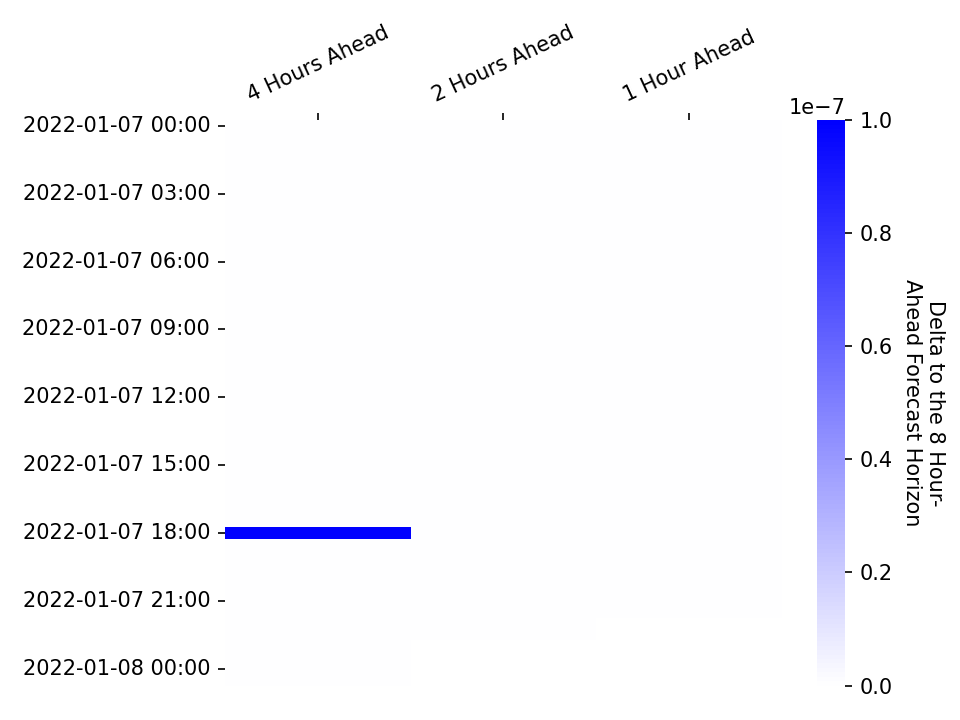 4 Hours Ahead
2 Hours Ahead
1 Hour Ahead
2022-01-07 00:00
2022-01-07 03:00
2022-01-07 06:00
2022-01-07 09:00
2022-01-07 12:00
2022-01-07 15:00
2022-01-07 18:00
2022-01-07 21:00
2022-01-08 00:00
1e−7
1.0
0.8
0.6
0.4
0.2
0.0
Delta to the 8 Hour-
Ahead Forecast Horizon